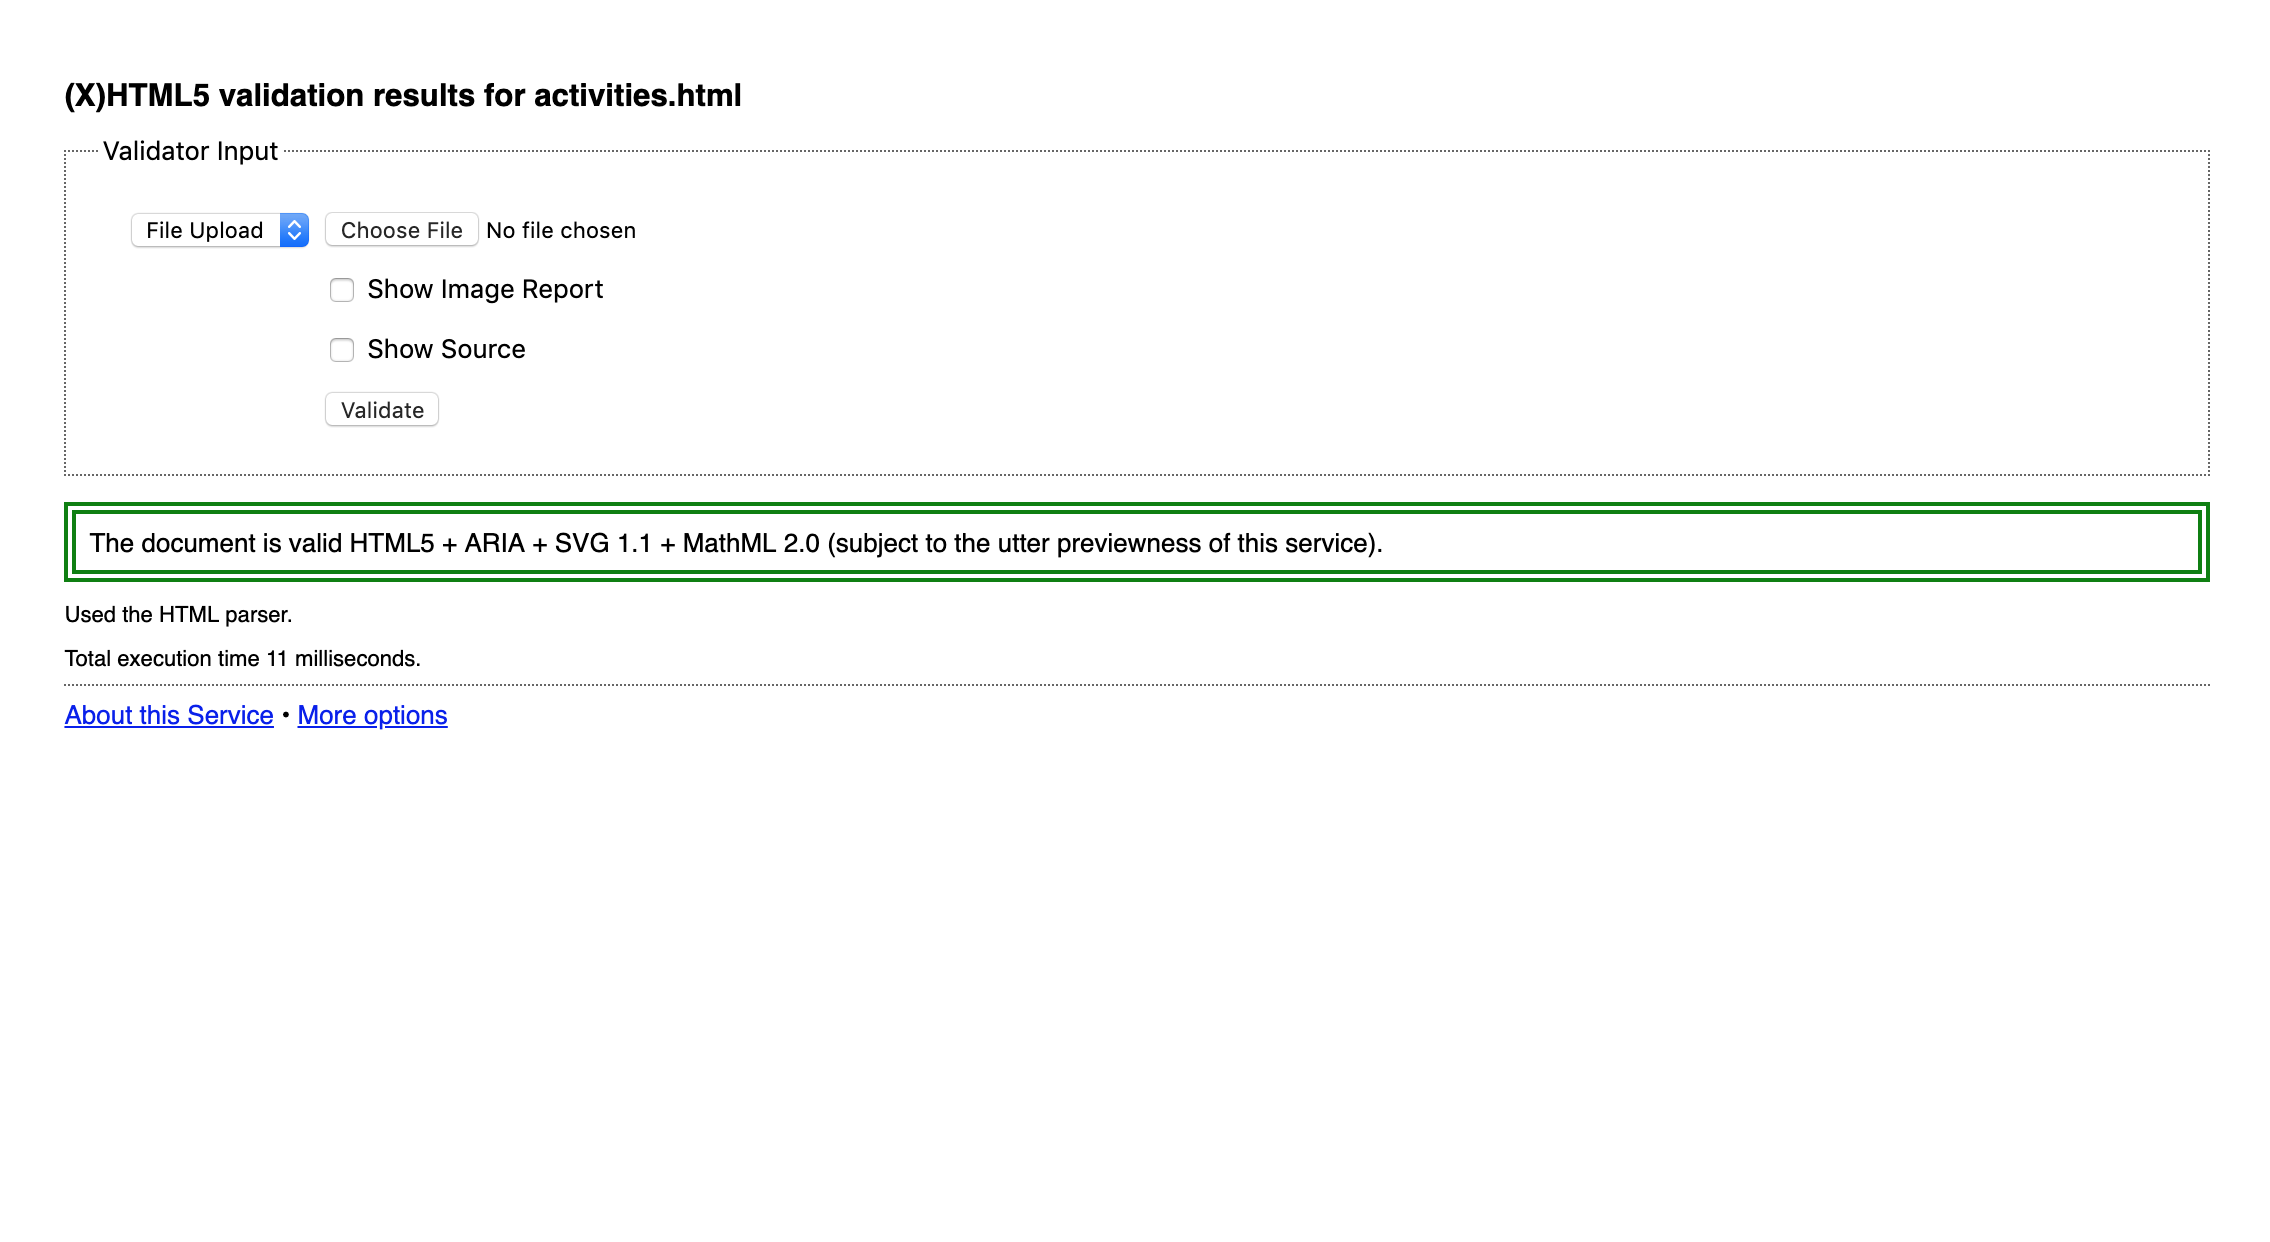 (X)HTML5 validation results for activities.html
Validator Input
File Upload Choose File No file chosen
Show Image Report
Show Source
Validate
The document is valid HTML5 + ARIA + SVG 1.1 + MathML 2.0 (subject to the utter previewness of this service).
Used the HTML parser.
Total execution time 11 milliseconds.
About this Service • More options